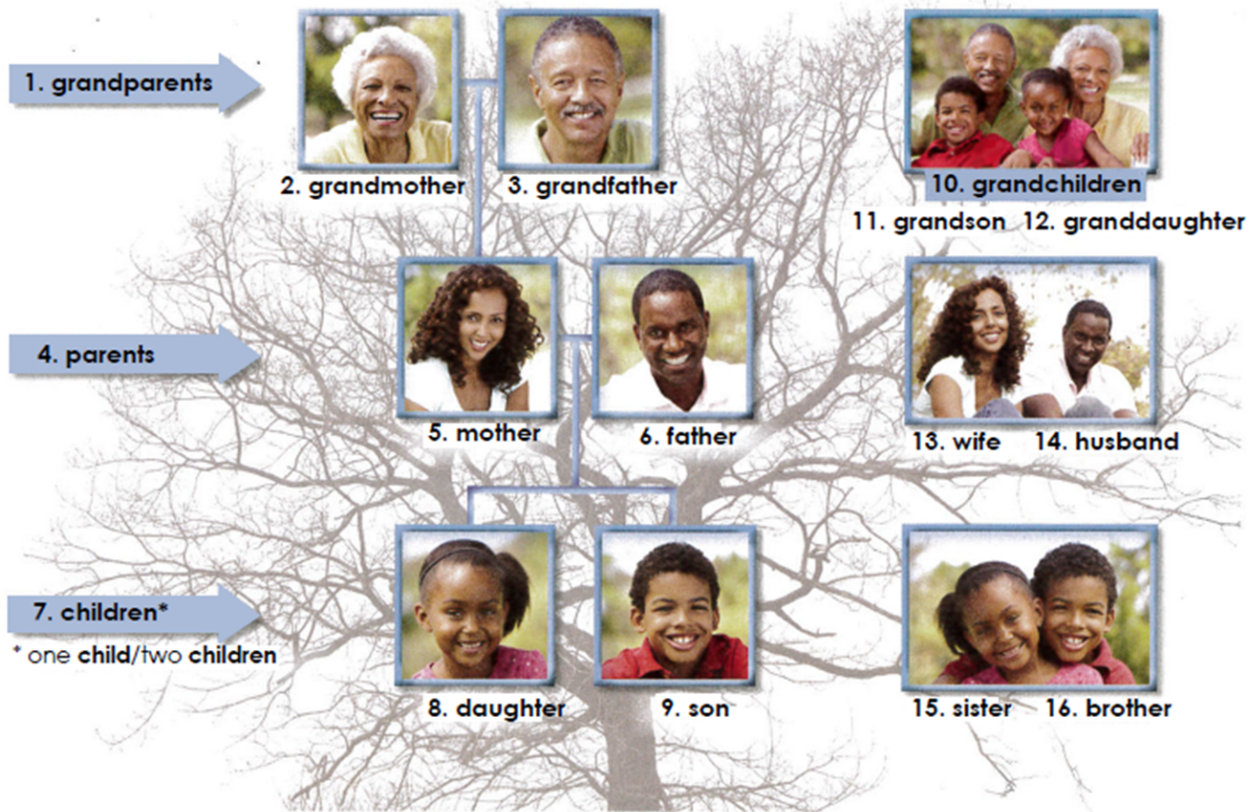 1. grandparents
2. grandmother
3. grandfather
10. grandchildren
11. grandson 12. granddaughter
4. parents
5. mother
6. father
13. wife 14. husband
7. children*
* one child/two children
8. daughter
9. son
15. sister 16. brother